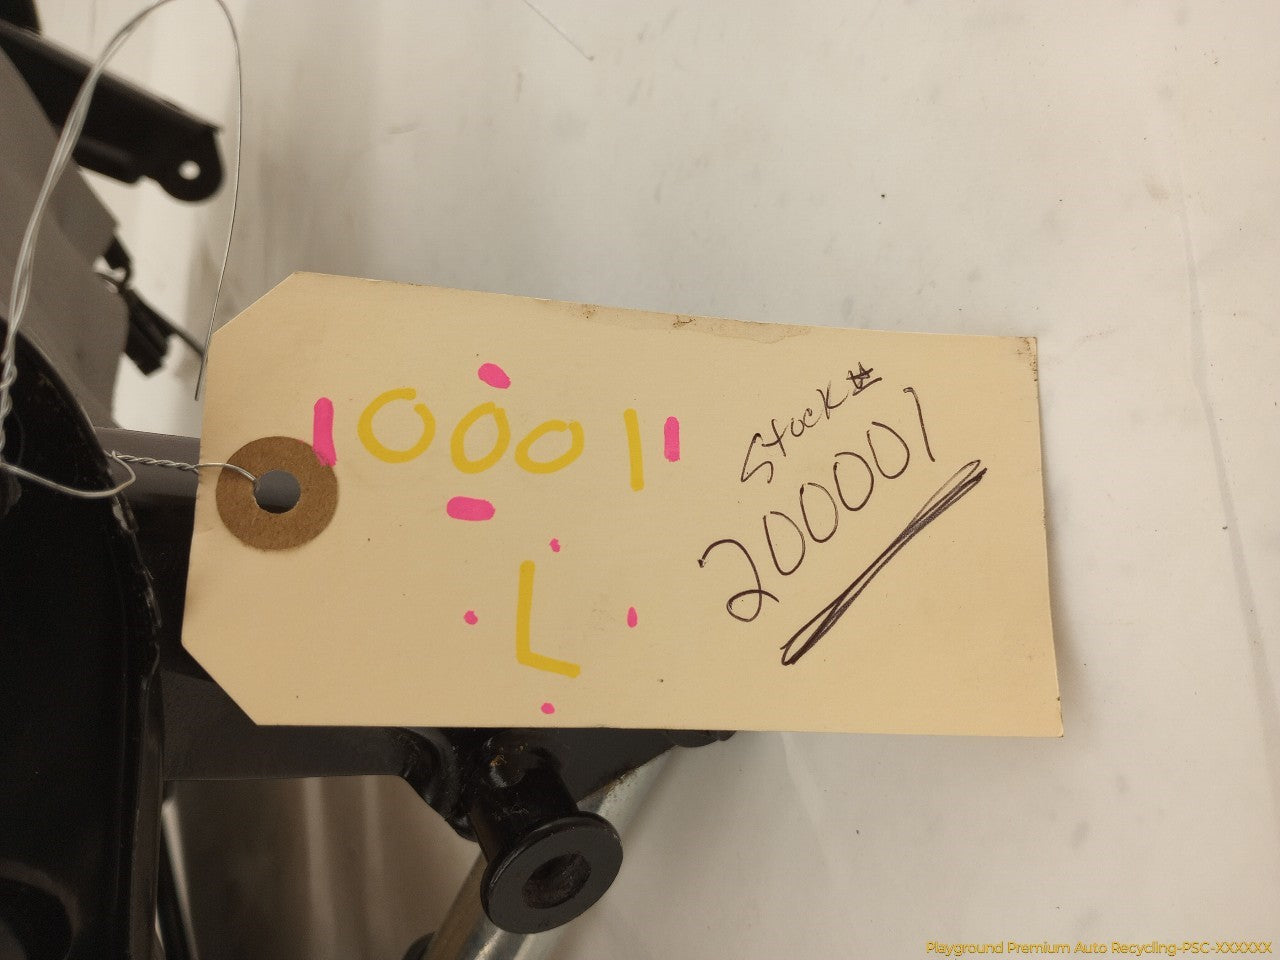 10001
L
Stock #
200001
Playground Premium Auto Recycling-PSC-XXXXXX